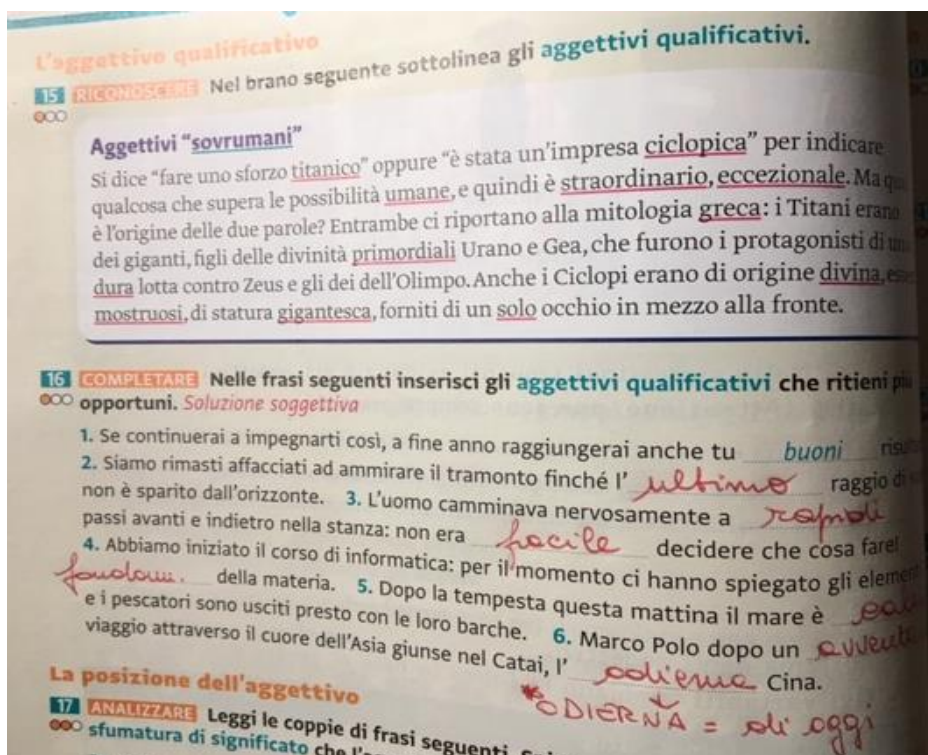 L'aggettivo qualificativo
15 RICONOSCERE Nel brano seguente sottolinea gli aggettivi qualificativi.
Aggettivi “sovrumani”
Si dice “fare uno sforzo titanico” oppure “è stata un'impresa ciclopica” per indicare
qualcosa che supera le possibilità umane, e quindi è straordinario, eccezionale. Ma
è l'origine delle due parole? Entrambe ci riportano alla mitologia greca: i Titani erano
dei giganti, figli delle divinità primordiali Urano e Gea, che furono i protagonisti di
dura lotta contro Zeus e gli dei dell'Olimpo. Anche i Ciclopi erano di origine divina,
mostruosi, di statura gigantesca, forniti di un solo occhio in mezzo alla fronte.
16 COMPLETARE Nelle frasi seguenti inserisci gli aggettivi qualificativi che ritieni
opportuni. Soluzione soggettiva
1. Se continuerai a impegnarti così, a fine anno raggiungerai anche tu buoni
2. Siamo rimasti affacciati ad ammirare il tramonto finché l' ultimo raggio di
non è sparito dall'orizzonte. 3. L'uomo camminava nervosamente a rapidi
passi avanti e indietro nella stanza: non era facile decidere che cosa fare!
4. Abbiamo iniziato il corso di informatica: per il momento ci hanno spiegato gli
fondam. della materia. 5. Dopo la tempesta questa mattina il mare è
e i pescatori sono usciti presto con le loro barche. 6. Marco Polo dopo un
viaggio attraverso il cuore dell'Asia giunse nel Catai, l' odierna Cina.
*ODIERNA = di oggi
La posizione dell'aggettivo
17 ANALIZZARE Leggi le coppie di frasi seguenti.
sfumatura di significato che